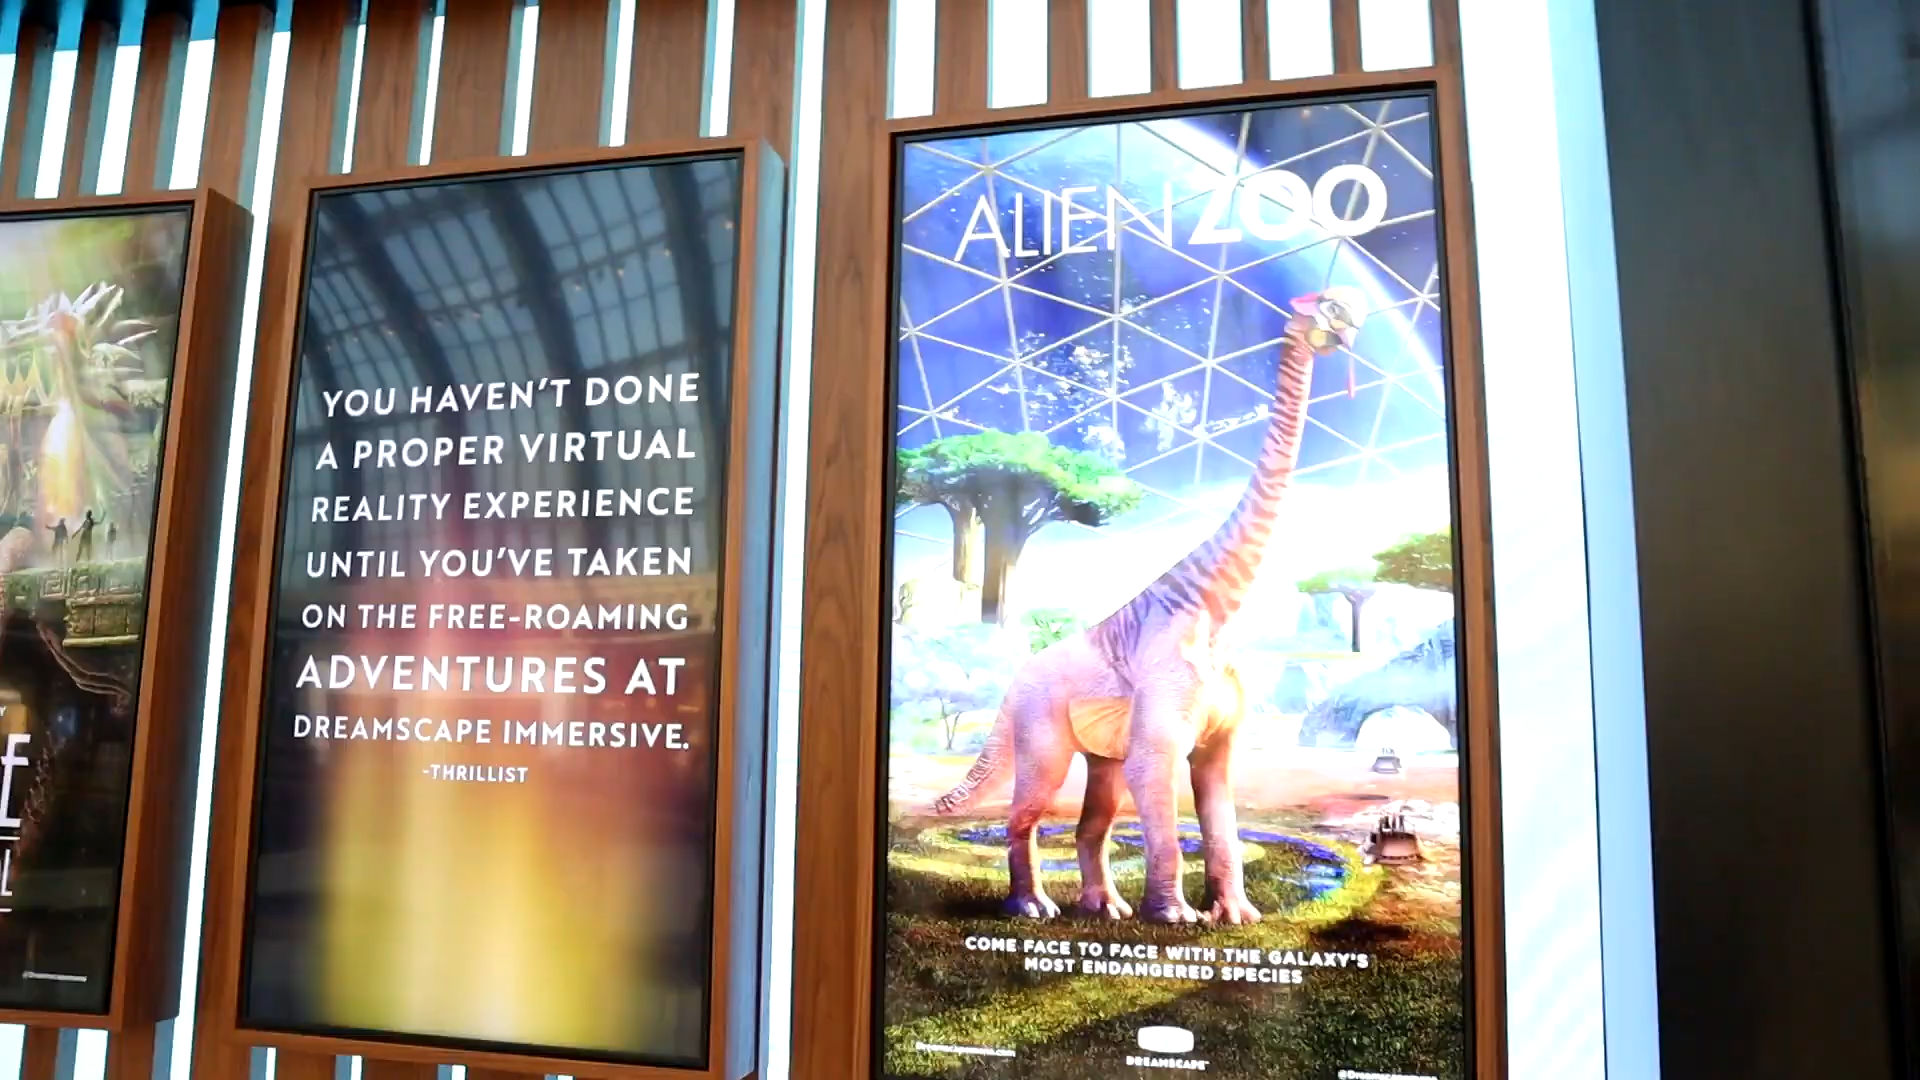 YOU HAVEN'T DONE
A PROPER VIRTUAL
REALITY EXPERIENCE
UNTIL YOU'VE TAKEN
ON THE FREE-ROAMING
ADVENTURES AT
DREAMSCAPE IMMERSIVE.
-THRILLIST
ALIEN ZOO
COME FACE TO FACE WITH THE GALAXY'S
MOST ENDANGERED SPECIES
DREAMSCAPE